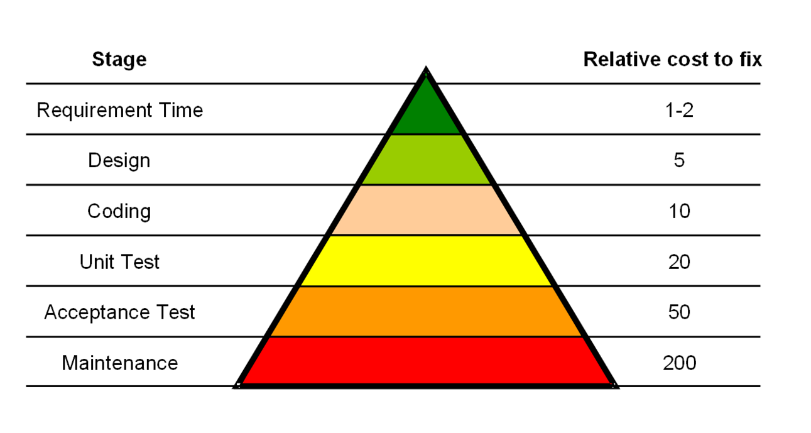 Stage Relative cost to fix
Requirement Time 1-2
Design 5
Coding 10
Unit Test 20
Acceptance Test 50
Maintenance 200